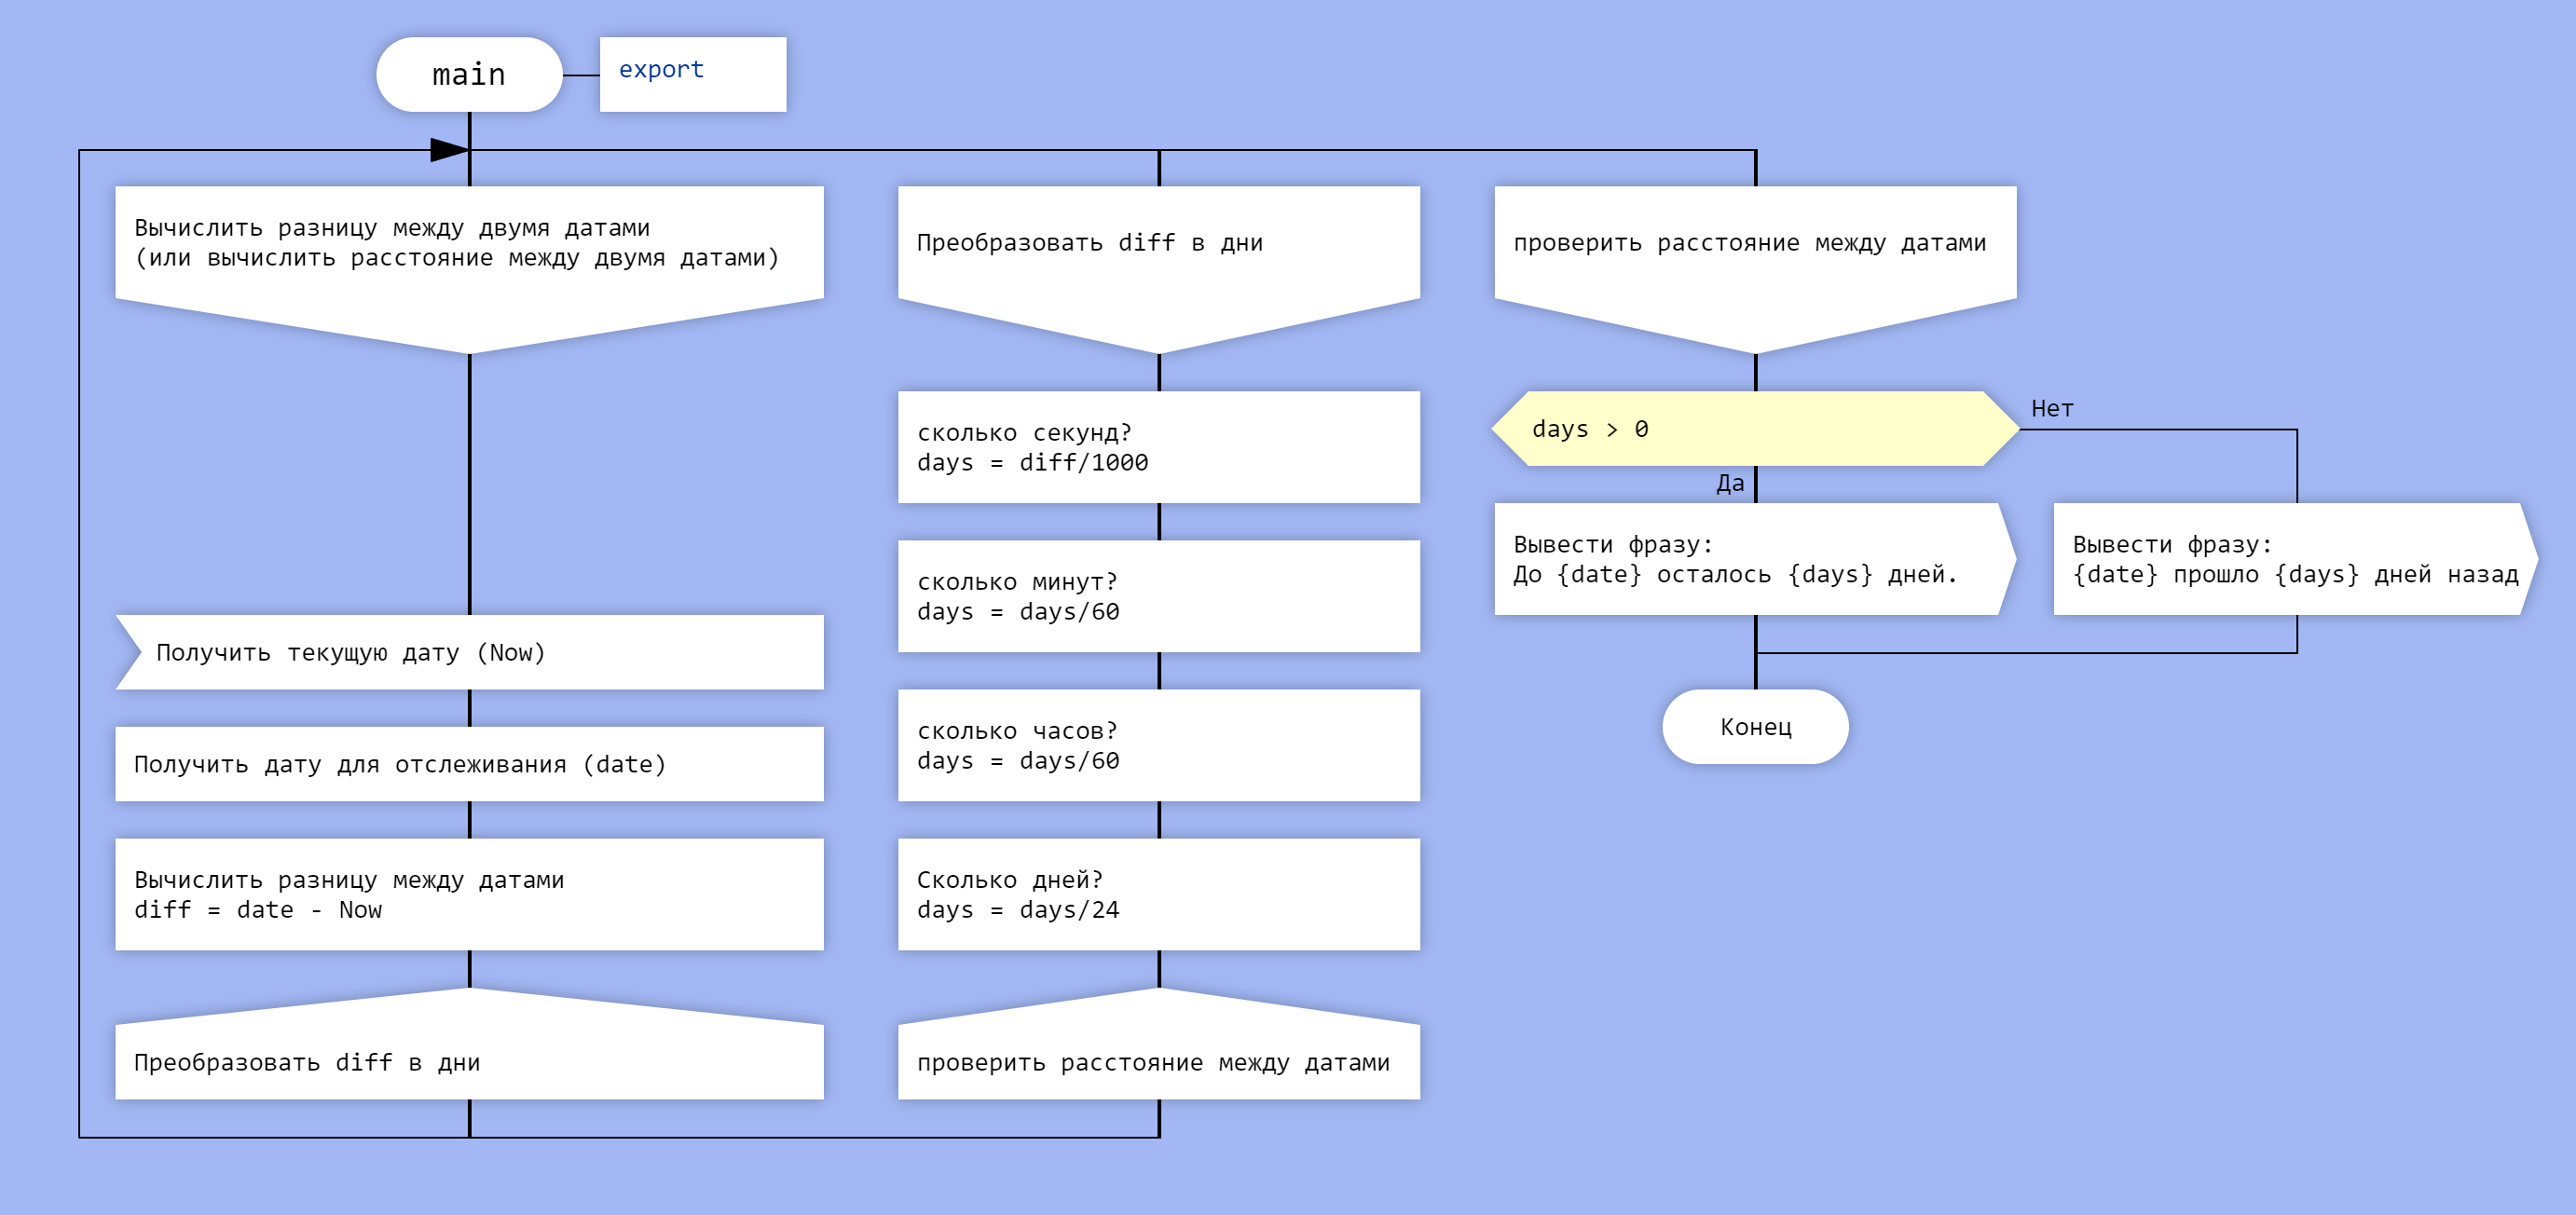 main
export
Вычислить разницу между двумя датами
(или вычислить расстояние между двумя датами)
Получить текущую дату (Now)
Получить дату для отслеживания (date)
Вычислить разницу между датами
diff = date - Now
Преобразовать diff в дни
Преобразовать diff в дни
сколько секунд?
days = diff/1000
сколько минут?
days = days/60
сколько часов?
days = days/60
Сколько дней?
days = days/24
проверить расстояние между датами
проверить расстояние между датами
days > 0
Нет
Да
Вывести фразу:
До {date} осталось {days} дней.
Вывести фразу:
{date} прошло {days} дней назад
Конец